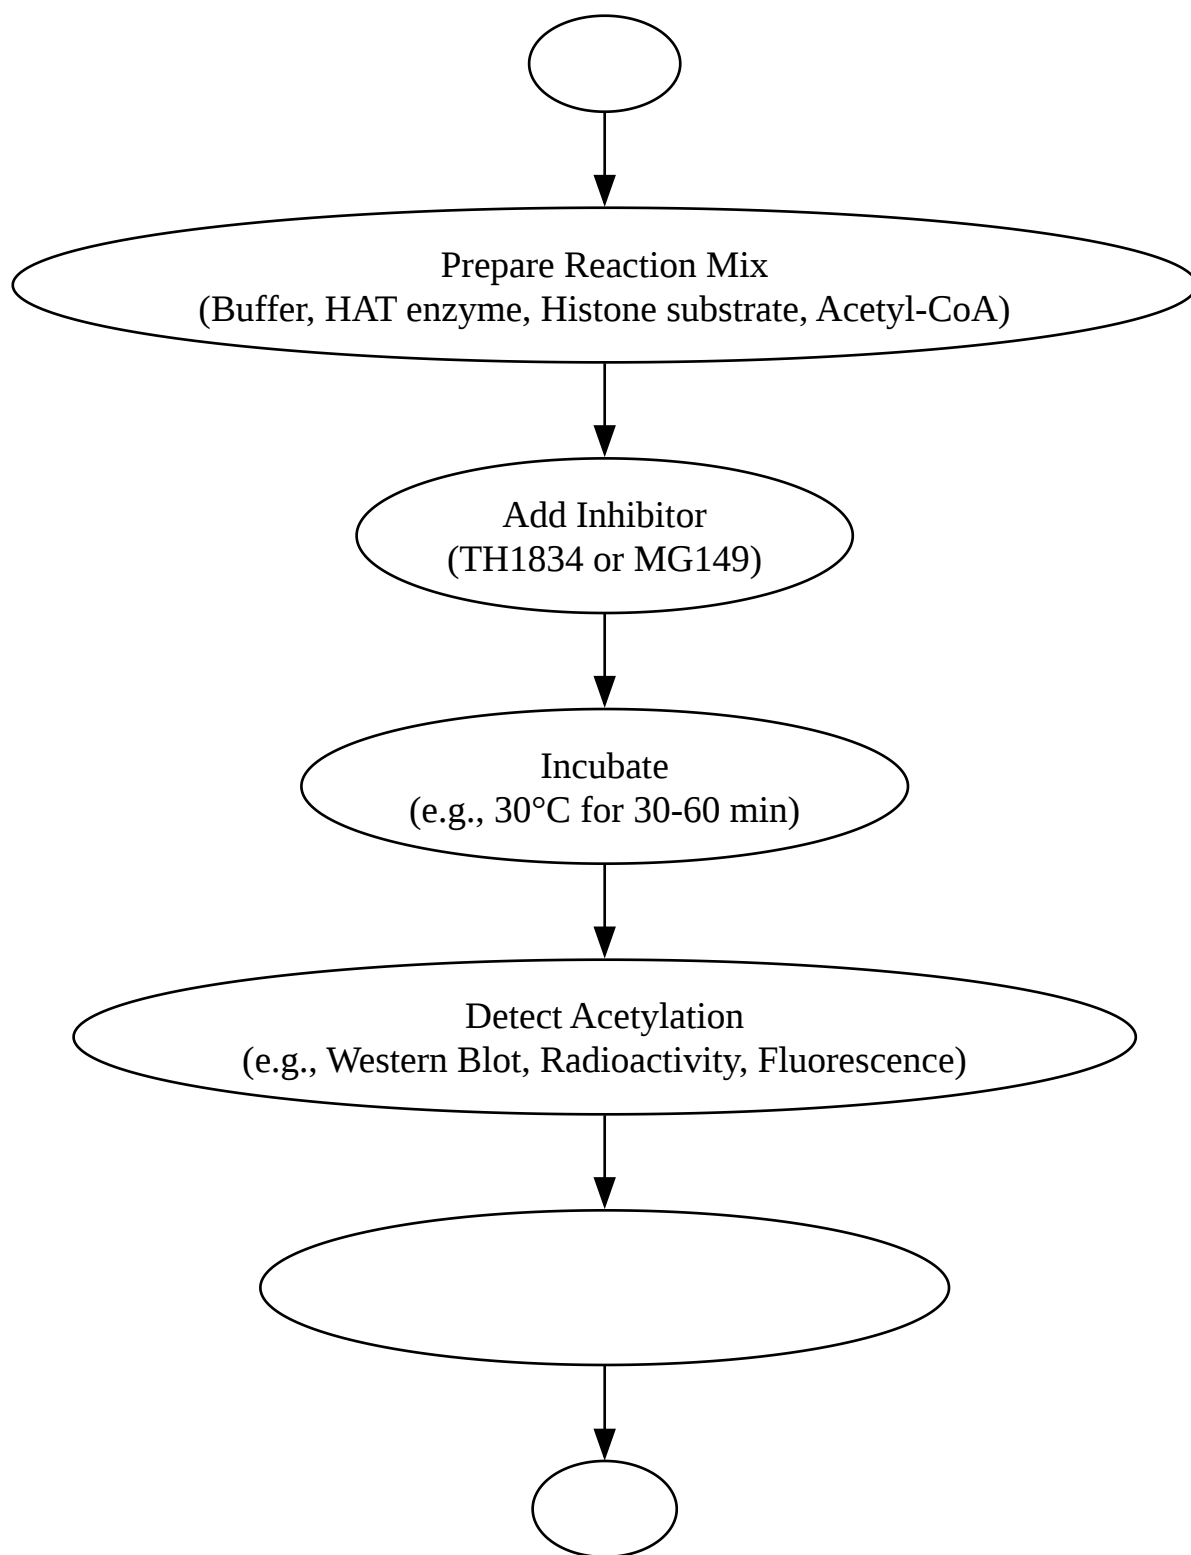 Prepare Reaction Mix
(Buffer, HAT enzyme, Histone substrate, Acetyl-CoA)
Add Inhibitor
(TH1834 or MG149)
Incubate
(e.g., 30°C for 30-60 min)
Detect Acetylation
(e.g., Western Blot, Radioactivity, Fluorescence)